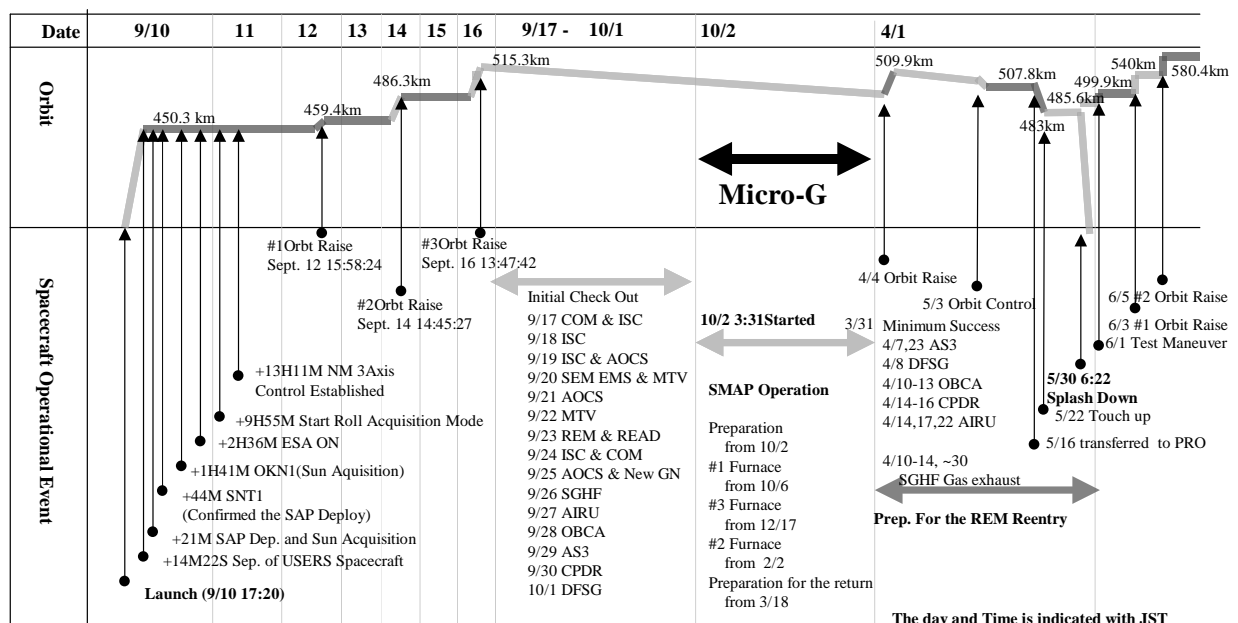 Date 9/10 11 12 13 14 15 16 9/17 - 10/1 10/2 4/1
Orbit
450.3 km
459.4km
486.3km
515.3km
509.9km
507.8km
483km
485.6km
499.9km
540km
580.4km
Micro-G
Spacecraft Operational Event
#1Orbt Raise
Sept. 12 15:58:24
#2Orbt Raise
Sept. 14 14:45:27
#3Orbt Raise
Sept. 16 13:47:42
+13H11M NM 3Axis
Control Established
+9H55M Start Roll Acquisition Mode
+2H36M ESA ON
+1H41M OKN1(Sun Aquisition)
+44M SNT1
(Confirmed the SAP Deploy)
+21M SAP Dep. and Sun Acquisition
+14M22S Sep. of USERS Spacecraft
Launch (9/10 17:20)
Initial Check Out
9/17 COM & ISC
9/18 ISC
9/19 ISC & AOCS
9/20 SEM EMS & MTV
9/21 AOCS
9/22 MTV
9/23 REM & READ
9/24 ISC & COM
9/25 AOCS & New GN
9/26 SGHF
9/27 AIRU
9/28 OBCA
9/29 AS3
9/30 CPDR
10/1 DFSG
10/2 3:31Started
3/31
SMAP Operation
Preparation
from 10/2
#1 Furnace
from 10/6
#3 Furnace
from 12/17
#2 Furnace
from 2/2
Preparation for the return
from 3/18
4/4 Orbit Raise
5/3 Orbit Control
Minimum Success
4/7,23 AS3
4/8 DFSG
4/10-13 OBCA
4/14-16 CPDR
4/14,17,22 AIRU
4/10-14, ~30
SGHF Gas exhaust
Prep. For the REM Reentry
6/5 #2 Orbit Raise
6/3 #1 Orbit Raise
6/1 Test Maneuver
5/30 6:22
Splash Down
5/22 Touch up
5/16 transferred to PRO
The day and Time is indicated with JST